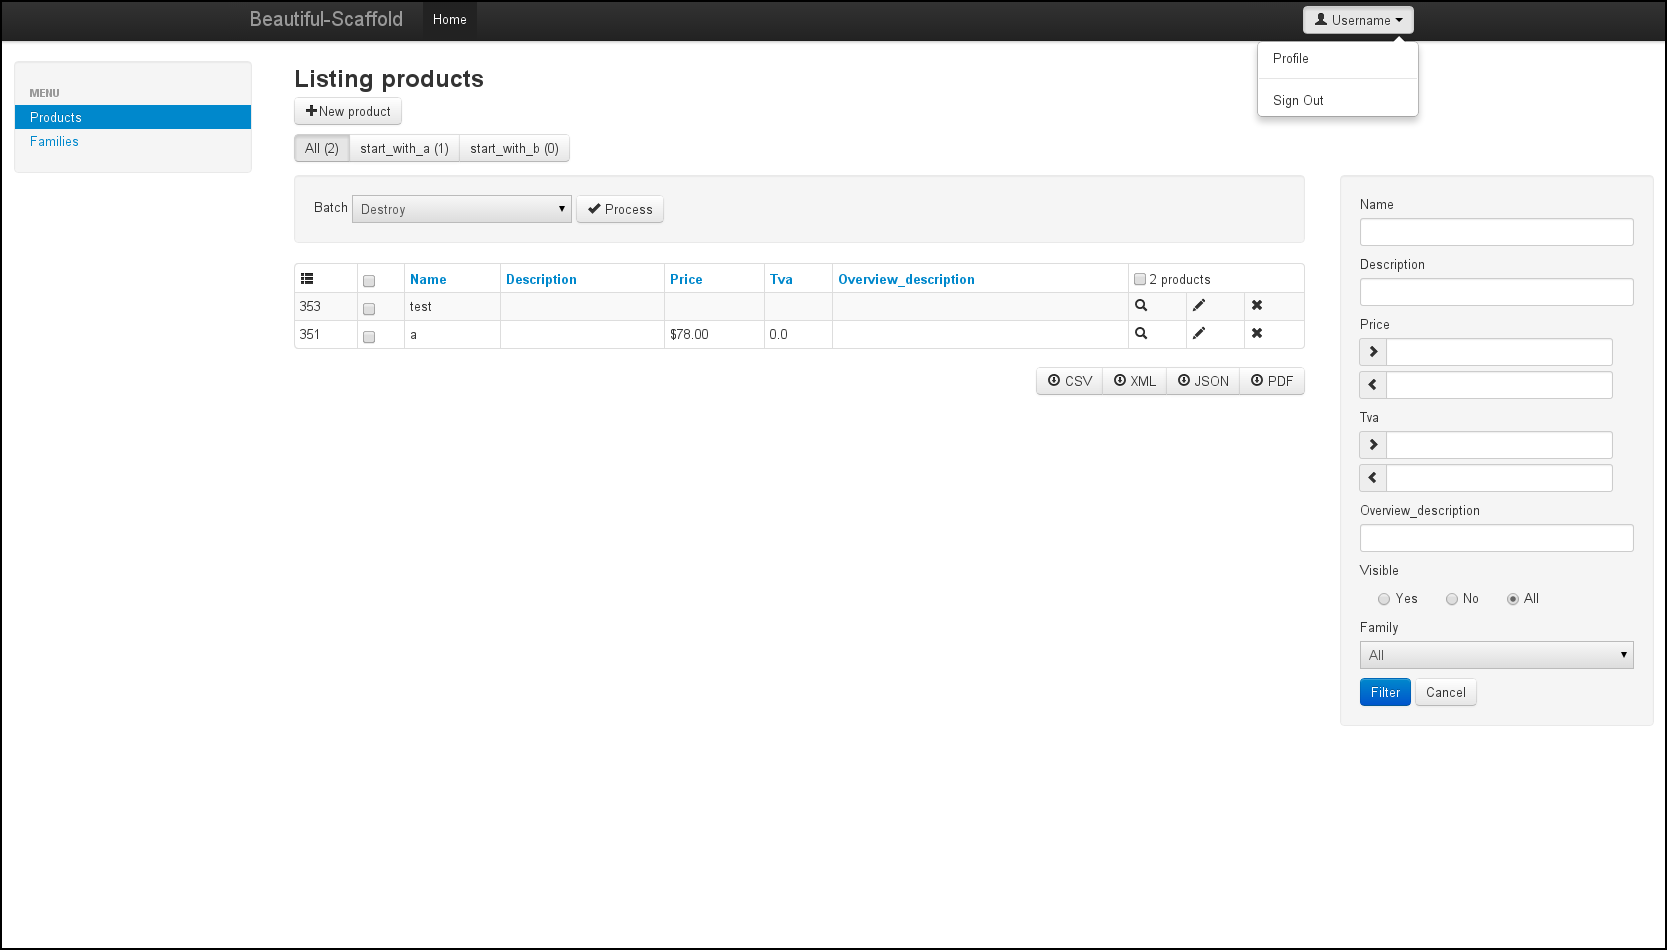 Beautiful-Scaffold Home Username
Profile
Sign Out
MENU
Products
Families
Listing products
New product
All (2) start_with_a (1) start_with_b (0)
Batch Destroy Process
Name Description Price Tva Overview_description 2 products
353 test
351 a $78.00 0.0
CSV XML JSON PDF
Name
Description
Price
Tva
Overview_description
Visible
Yes No All
Family
All
Filter Cancel